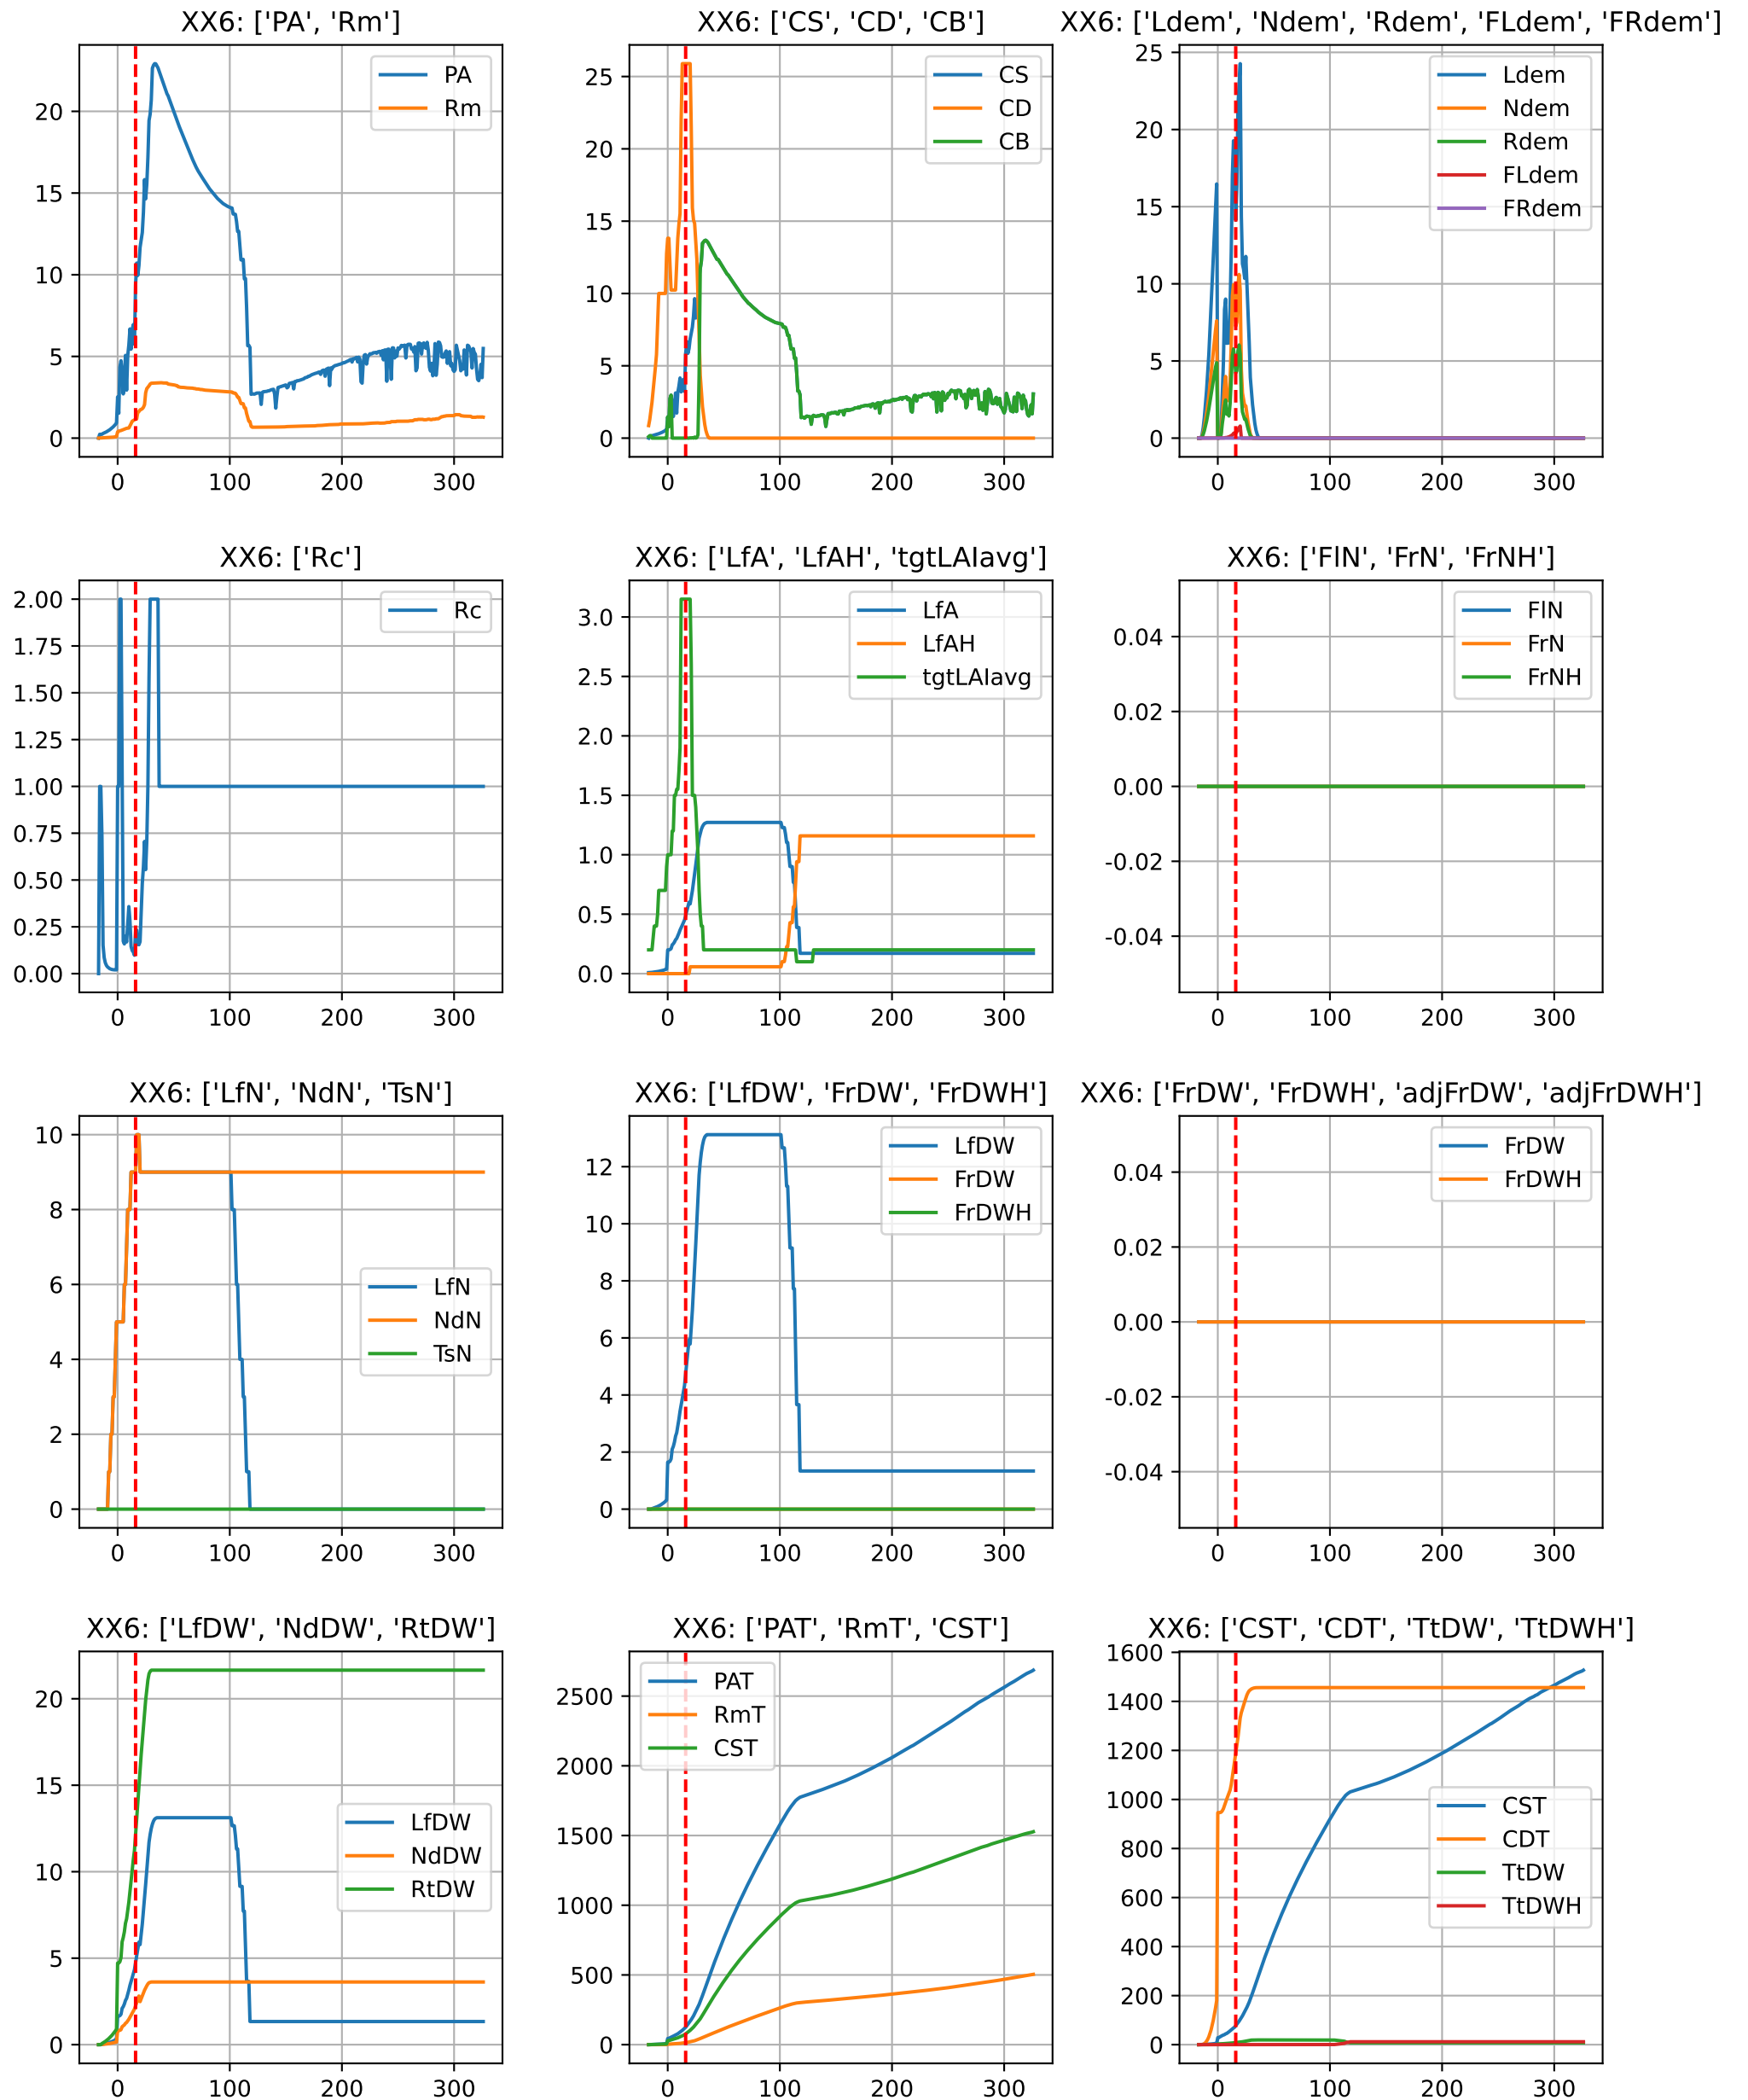 XX6: ['PA', 'Rm']
20
15
10
5
0
0 100 200 300
PA
Rm
XX6: ['CS', 'CD', 'CB']
25
20
15
10
5
0
0 100 200 300
CS
CD
CB
XX6: ['Ldem', 'Ndem', 'Rdem', 'FLdem', 'FRdem']
25
20
15
10
5
0
0 100 200 300
Ldem
Ndem
Rdem
FLdem
FRdem
XX6: ['Rc']
2.00
1.75
1.50
1.25
1.00
0.75
0.50
0.25
0.00
0 100 200 300
Rc
XX6: ['LfA', 'LfAH', 'tgtLAIavg']
3.0
2.5
2.0
1.5
1.0
0.5
0.0
0 100 200 300
LfA
LfAH
tgtLAIavg
XX6: ['FlN', 'FrN', 'FrNH']
0.04
0.02
0.00
-0.02
-0.04
0 100 200 300
FlN
FrN
FrNH
XX6: ['LfN', 'NdN', 'TsN']
10
8
6
4
2
0
0 100 200 300
LfN
NdN
TsN
XX6: ['LfDW', 'FrDW', 'FrDWH']
12
10
8
6
4
2
0
0 100 200 300
LfDW
FrDW
FrDWH
XX6: ['FrDW', 'FrDWH', 'adjFrDW', 'adjFrDWH']
0.04
0.02
0.00
-0.02
-0.04
0 100 200 300
FrDW
FrDWH
XX6: ['LfDW', 'NdDW', 'RtDW']
20
15
10
5
0
0 100 200 300
LfDW
NdDW
RtDW
XX6: ['PAT', 'RmT', 'CST']
2500
2000
1500
1000
500
0
0 100 200 300
PAT
RmT
CST
XX6: ['CST', 'CDT', 'TtDW', 'TtDWH']
1600
1400
1200
1000
800
600
400
200
0
0 100 200 300
CST
CDT
TtDW
TtDWH